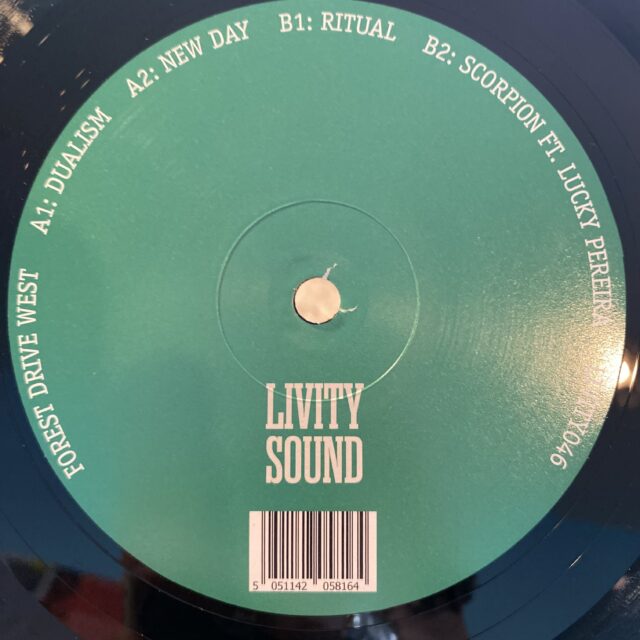 FOREST DRIVE WEST A1: DUALISM A2: NEW DAY B1: RITUAL B2: SCORPION FT. LUCKY PEREIRA
LIVITY
SOUND
5 051142 058164